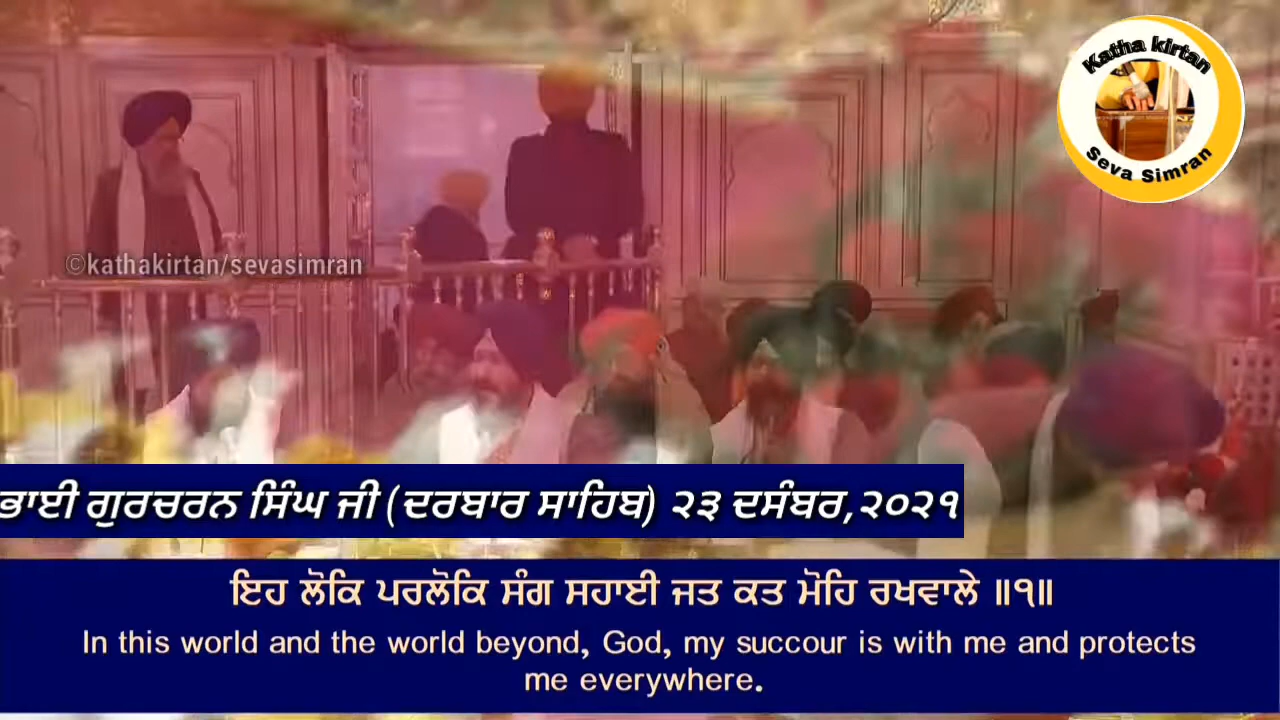 Katha kirtan
Seva Simran
©kathakirtan/sevasimran
ਭਾਈ ਗੁਰਚਰਨ ਸਿੰਘ ਜੀ (ਦਰਬਾਰ ਸਾਹਿਬ) ੨੩ ਦਸੰਬਰ,੨੦੨੧
ਇਹ ਲੋਕਿ ਪਰਲੋਕਿ ਸੰਗ ਸਹਾਈ ਜਤ ਕਤ ਮੋਹਿ ਰਖਵਾਲੇ ॥੧॥
In this world and the world beyond, God, my succour is with me and protects
me everywhere.